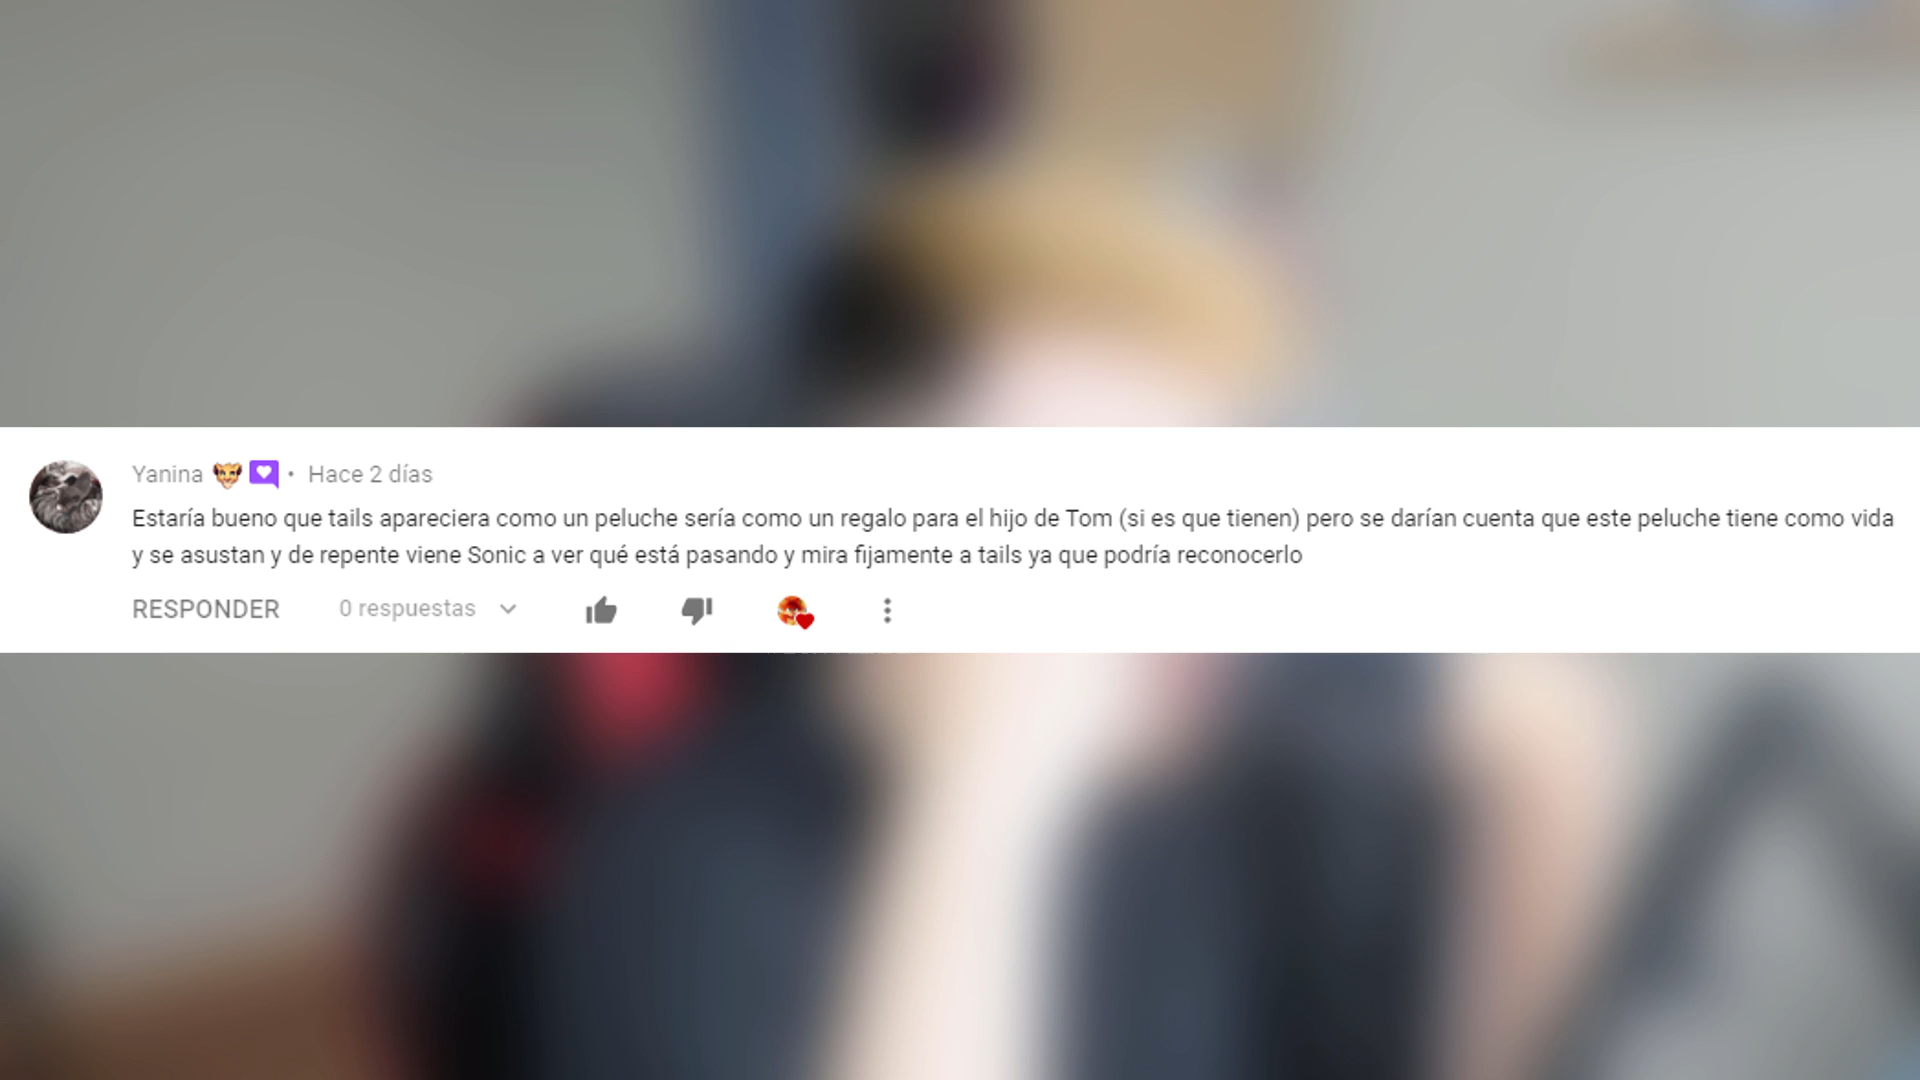 Yanina 🦁 • Hace 2 días
Estaría bueno que tails apareciera como un peluche sería como un regalo para el hijo de Tom (si es que tienen) pero se darían cuenta que este peluche tiene como vida
y se asustan y de repente viene Sonic a ver qué está pasando y mira fijamente a tails ya que podría reconocerlo
RESPONDER 0 respuestas